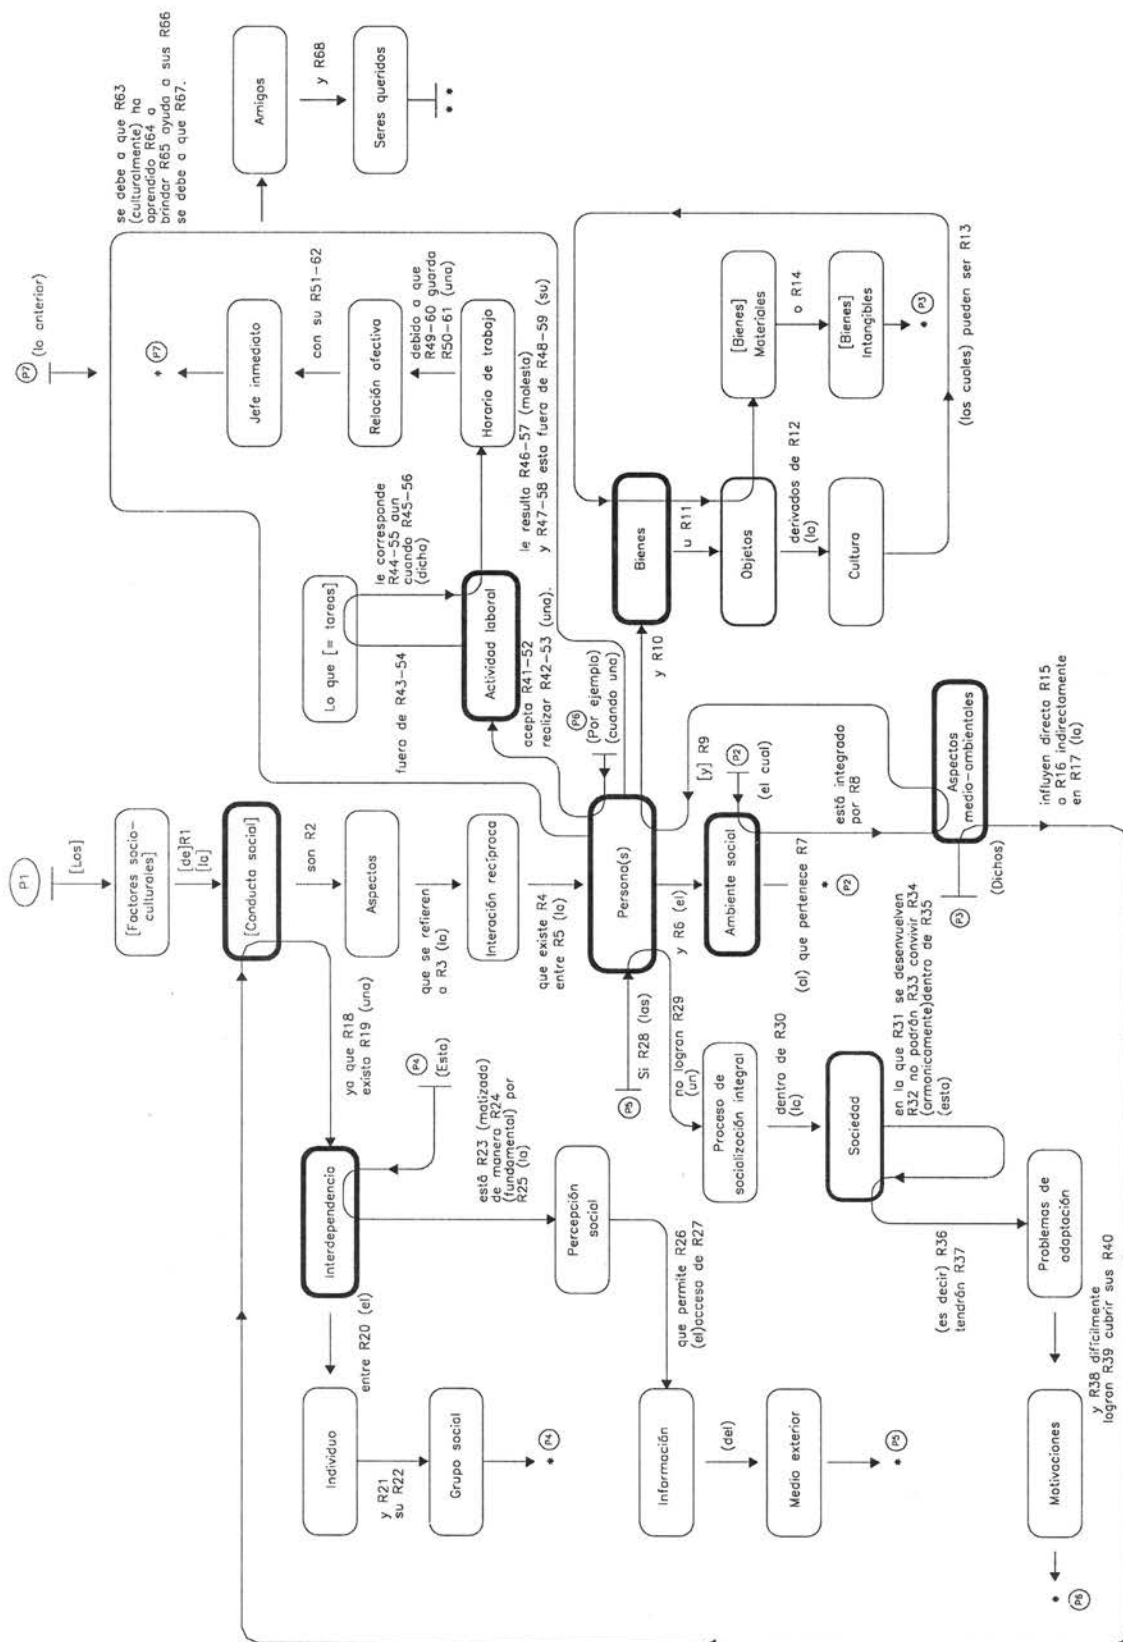 P1
[Los]
[Factores socio-
culturales]
[de]R1
[la]
[Conducta social]
son R2
Aspectos
que se refieren
a R3 (la)
Interación recíproca
que existe R4
entre R5 (la)
Persona(s)
y R6 (el)
Ambiente social
(al) que pertenece R7
* P2
P2
(el cual)
está integrado
por R8
Aspectos
medio-ambientales
[y] R9
y R10
Bienes
u R11
Objetos
derivados de R12
(la)
Cultura
(los cuales) pueden ser R13
[Bienes]
Materiales
o R14
[Bienes]
Intangibles
* P3
P3
(Dichos)
influyen directa R15
o R16 indirectamente
en R17 (la)
ya que R18
existe R19 (una)
Interdependencia
entre R20 (el)
Individuo
y R21
su R22
Grupo social
* P4
P4
(Esta)
está R23 (matizada)
de manera R24
(fundamental) por
R25 (la)
Percepción
social
que permite R26
(el)acceso de R27
Información
(del)
Medio exterior
* P5
P5
Si R28 (las)
no logran R29
(un)
Proceso de
socialización integral
dentro de R30
(la)
Sociedad
en la que R31 se desenvuelven
R32 no podrán R33 convivir R34
(armonicamente)dentro de R35
(esta)
(es decir) R36
tendrán R37
Problemas de
adaptación
y R38 difícilmente
logran R39 cubrir sus R40
Motivaciones
* P6
P6
(Por ejemplo)
(cuando una)
acepta R41-52
realizar R42-53 (una).
Actividad laboral
fuera de R43-54
Lo que [= tareas]
le corresponde
R44-55 aun
cuando R45-56
(dicha)
le resulta R46-57 (molesta)
y R47-58 esta fuera de R48-59 (su)
Horario de trabajo
debido a que
R49-60 guarda
R50-61 (una)
Relación afectiva
con su R51-62
Jefe inmediato
* P7
P7
(lo anterior)
se debe a que R63
(culturalmente) ha
aprendido R64 a
brindar R65 ayuda a sus R66
se debe a que R67.
Amigos
y R68
Seres queridos
* *